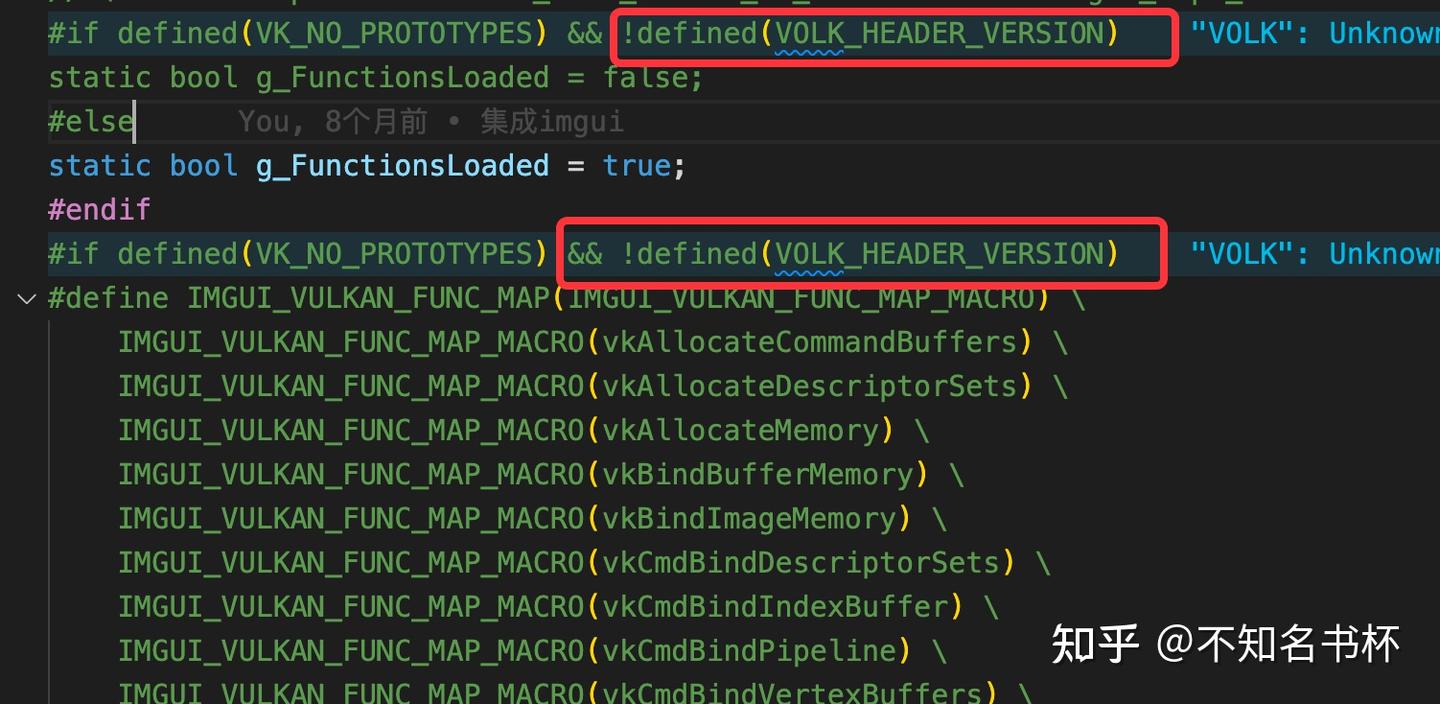 #if defined(VK_NO_PROTOTYPES) && !defined(VOLK_HEADER_VERSION) "VOLK": Unknown
static bool g_FunctionsLoaded = false;
#else You, 8个月前 • 集成imgui
static bool g_FunctionsLoaded = true;
#endif
#if defined(VK_NO_PROTOTYPES) && !defined(VOLK_HEADER_VERSION) "VOLK": Unknown
#define IMGUI_VULKAN_FUNC_MAP(IMGUI_VULKAN_FUNC_MAP_MACRO) \
IMGUI_VULKAN_FUNC_MAP_MACRO(vkAllocateCommandBuffers) \
IMGUI_VULKAN_FUNC_MAP_MACRO(vkAllocateDescriptorSets) \
IMGUI_VULKAN_FUNC_MAP_MACRO(vkAllocateMemory) \
IMGUI_VULKAN_FUNC_MAP_MACRO(vkBindBufferMemory) \
IMGUI_VULKAN_FUNC_MAP_MACRO(vkBindImageMemory) \
IMGUI_VULKAN_FUNC_MAP_MACRO(vkCmdBindDescriptorSets) \
IMGUI_VULKAN_FUNC_MAP_MACRO(vkCmdBindIndexBuffer) \
IMGUI_VULKAN_FUNC_MAP_MACRO(vkCmdBindPipeline) \
IMGUI_VULKAN_FUNC_MAP_MACRO(vkCmdBindVertexBuffers) \
知乎 @不知名书杯